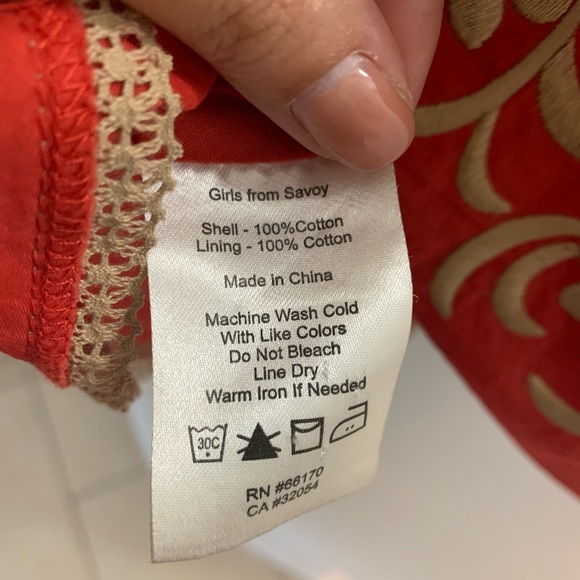 Girls from Savoy
Shell - 100%Cotton
Lining - 100% Cotton
Made in China
Machine Wash Cold
With Like Colors
Do Not Bleach
Line Dry
Warm Iron If Needed
30C
RN #66170
CA #32054